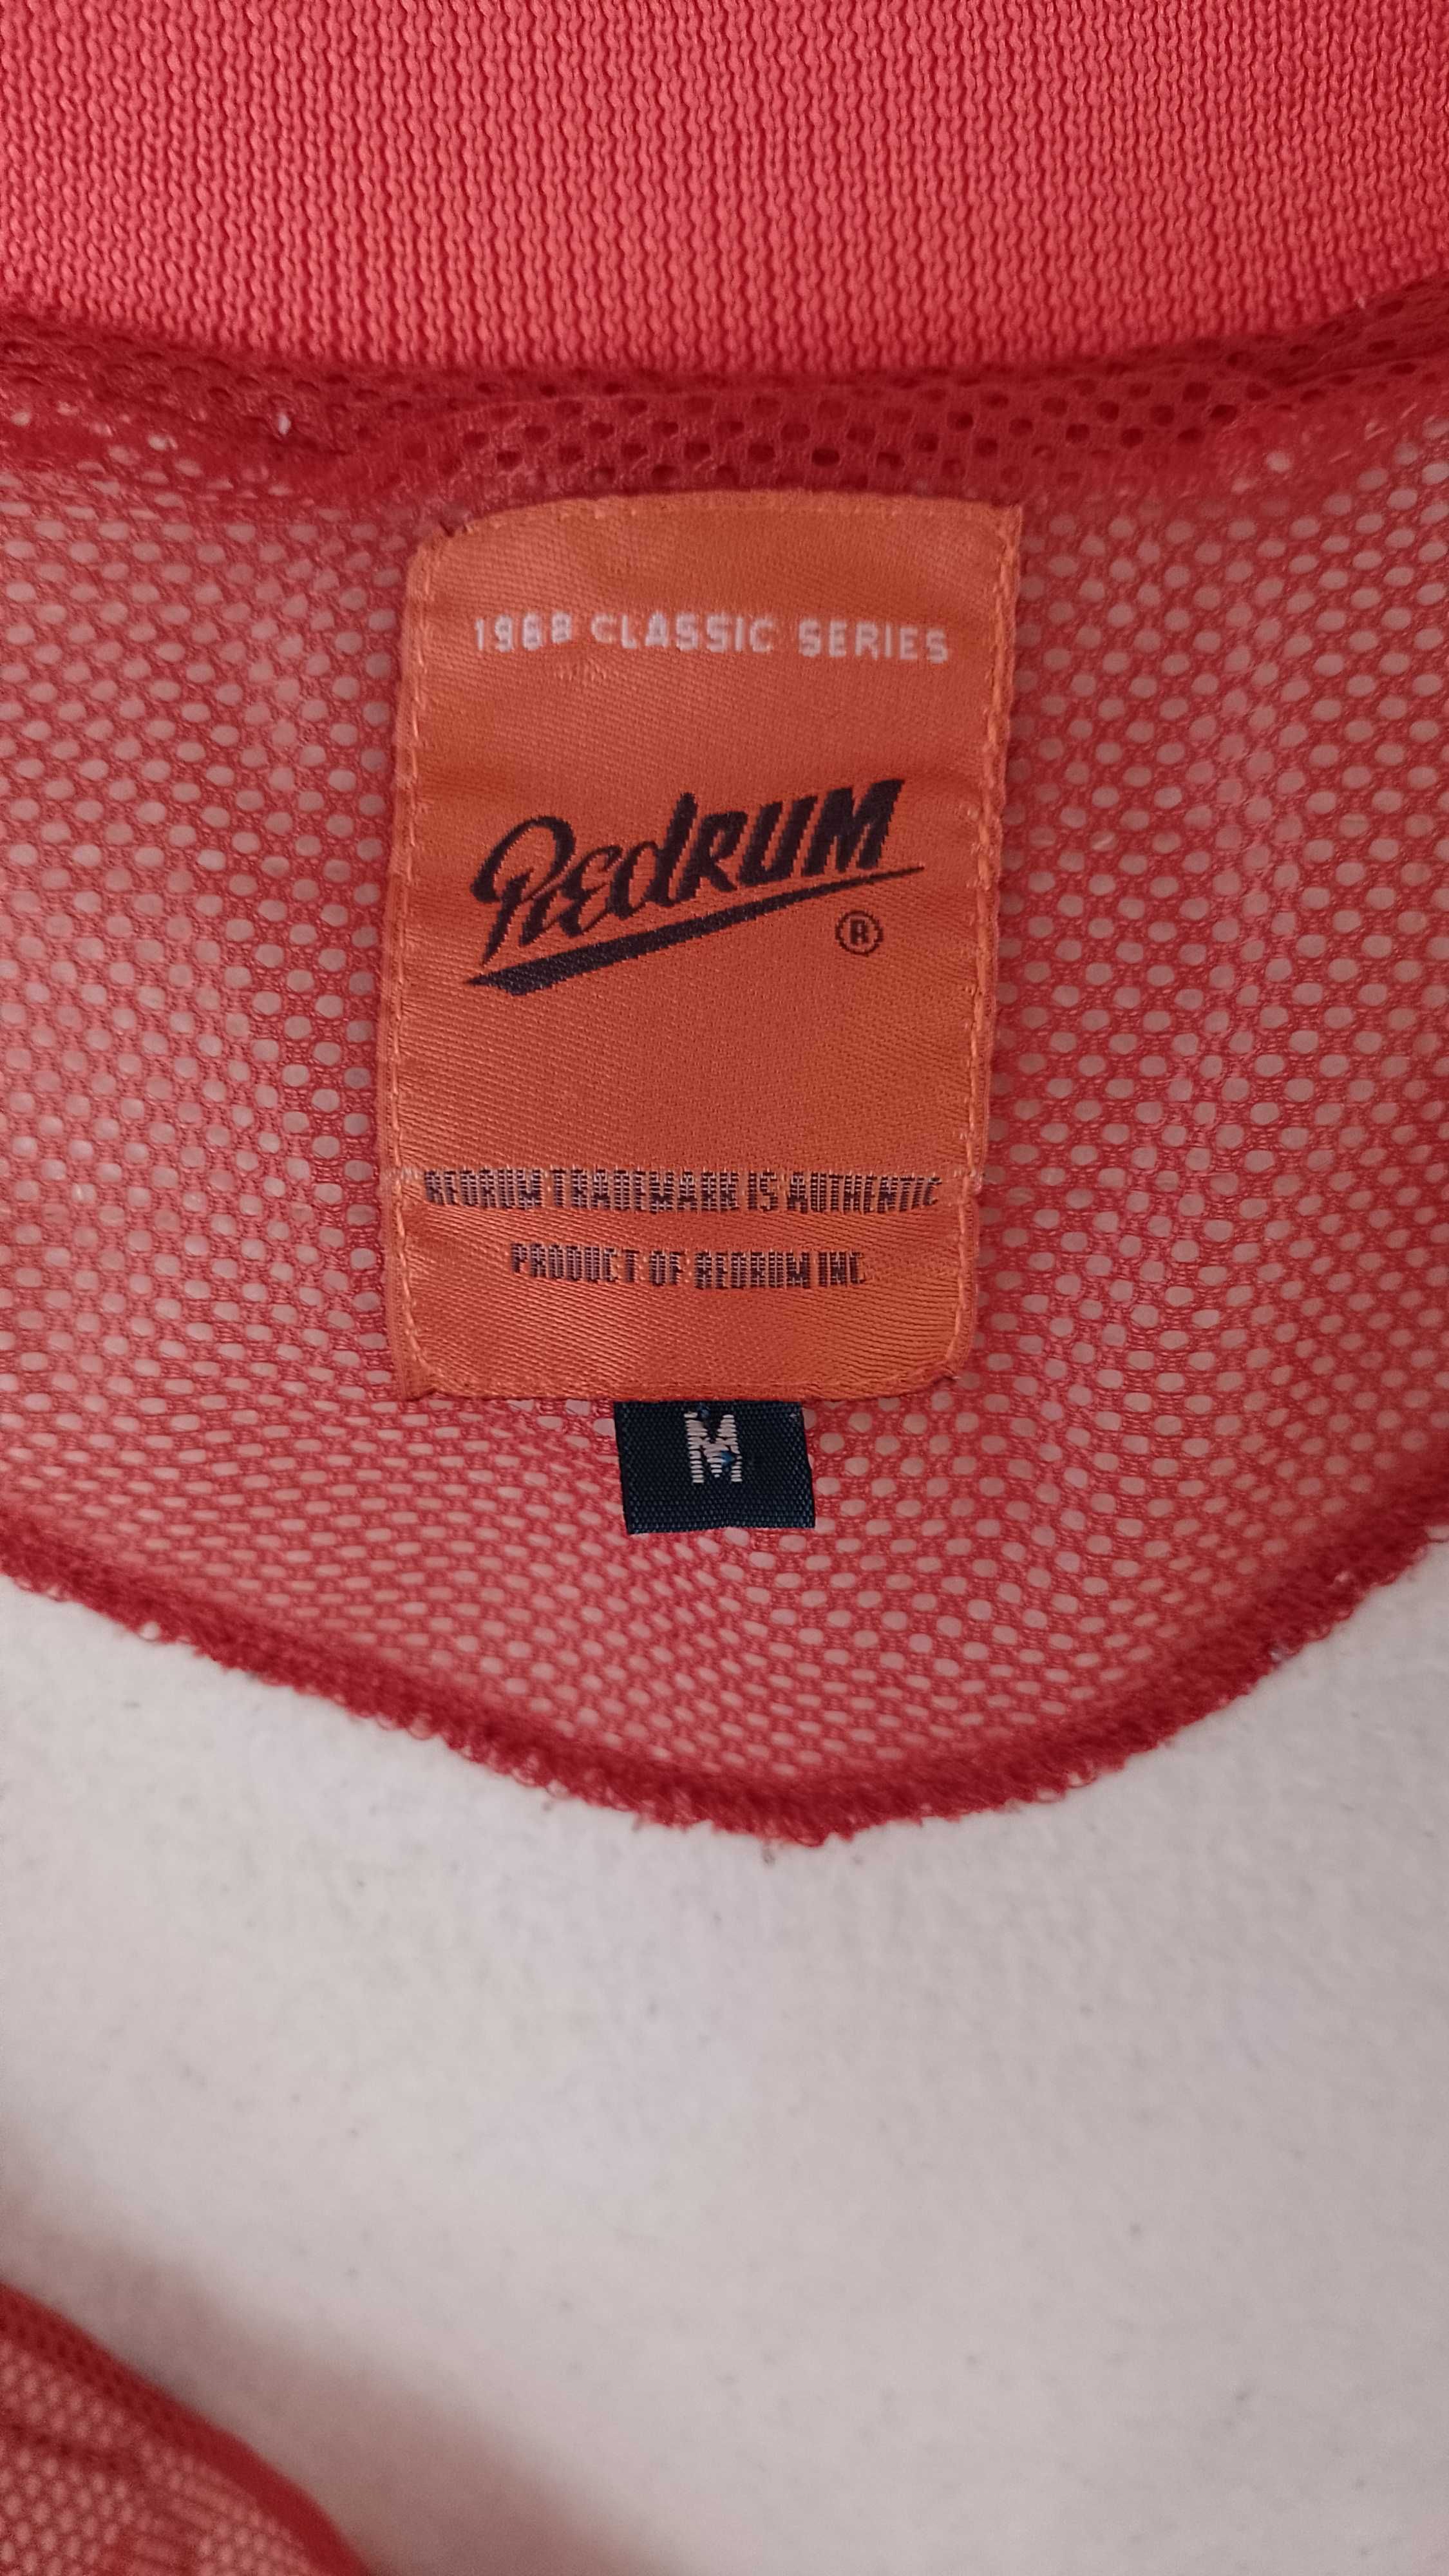 1988 CLASSIC SERIES
RedRUM
®
REDRUM TRADEMARK IS AUTHENTIC
PRODUCT OF REDRUM INC
M